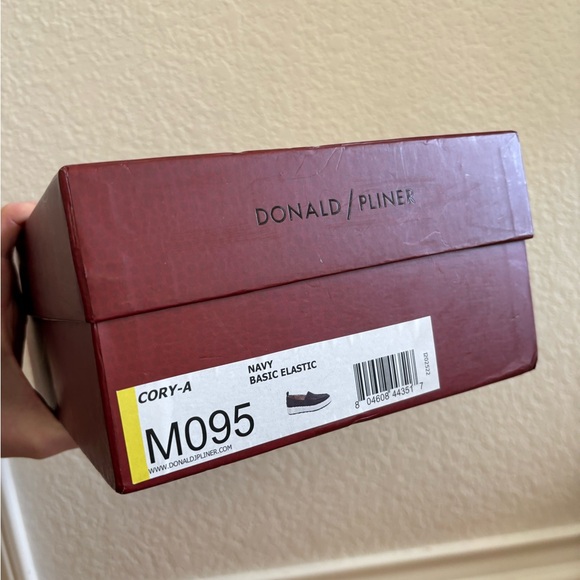 DONALD / PLINER
CORY-A
NAVY
BASIC ELASTIC
M095
WWW.DONALDJPLINER.COM
8 04608 44351 7